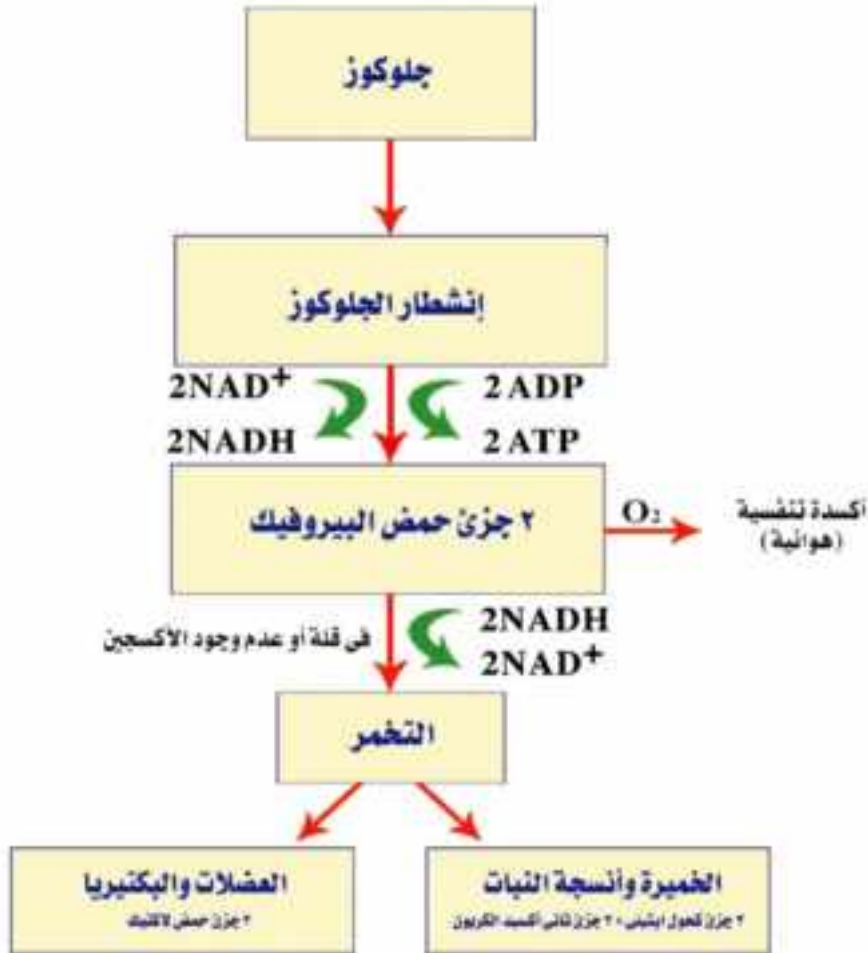 جلوكوز
إنشطار الجلوكوز
2NAD⁺
2ADP
2NADH
2ATP
٢ جزئ حمض البيروفيك
O₂
أكسدة تنفسية
(هوائية)
فى قلة أو عدم وجود الأكسجين
2NADH
2NAD⁺
التخمر
الخميرة وأنسجة النبات
٢ جزئ كحول ايثيلى + ٢ جزئ ثانى أكسيد الكربون
العضلات والبكتيريا
٢ جزئ حمض لاكتيك